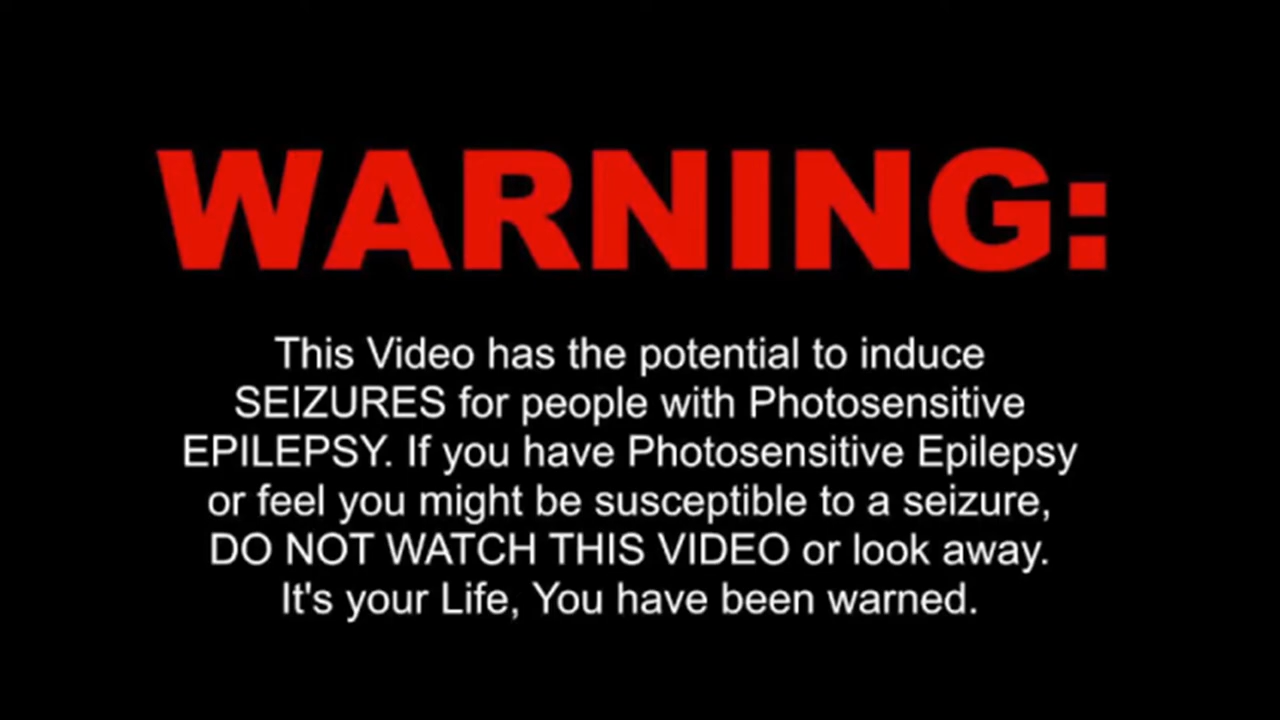 WARNING:
This Video has the potential to induce
SEIZURES for people with Photosensitive
EPILEPSY. If you have Photosensitive Epilepsy
or feel you might be susceptible to a seizure,
DO NOT WATCH THIS VIDEO or look away.
It's your Life, You have been warned.